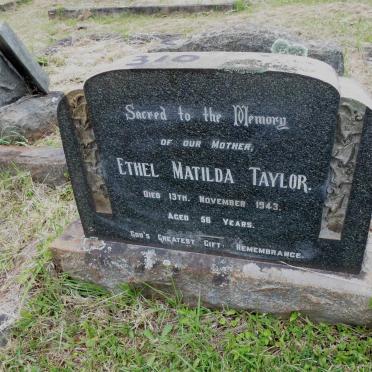 310
Sacred to the Memory
OF OUR MOTHER,
ETHEL MATILDA TAYLOR.
DIED 13TH. NOVEMBER 1943.
AGED 56 YEARS.
GOD'S GREATEST GIFT. REMEMBRANCE.